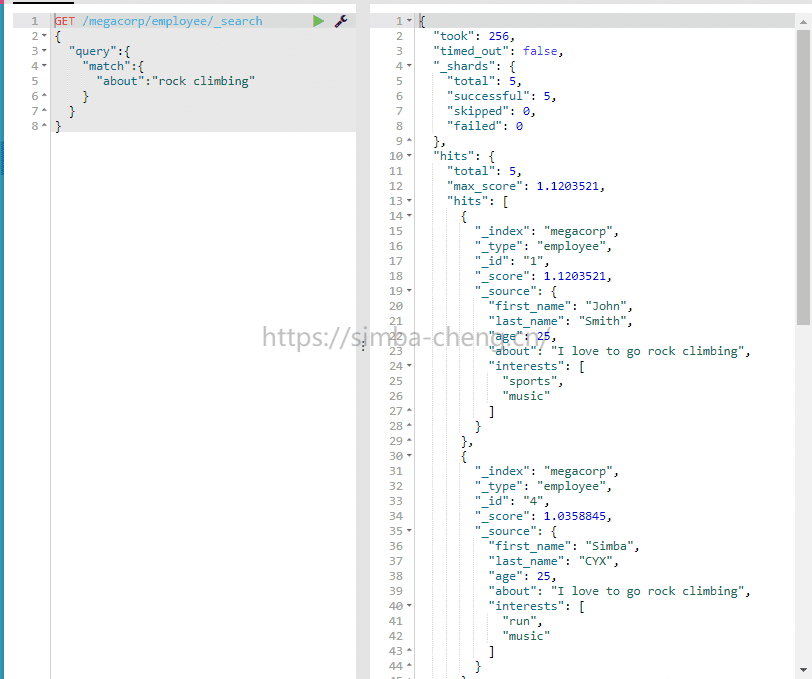 1 GET /megacorp/employee/_search
2 {
3 "query":{
4 "match":{
5 "about":"rock climbing"
6 }
7 }
8 }
1 {
2 "took": 256,
3 "timed_out": false,
4 "_shards": {
5 "total": 5,
6 "successful": 5,
7 "skipped": 0,
8 "failed": 0
9 },
10 "hits": {
11 "total": 5,
12 "max_score": 1.1203521,
13 "hits": [
14 {
15 "_index": "megacorp",
16 "_type": "employee",
17 "_id": "1",
18 "_score": 1.1203521,
19 "_source": {
20 "first_name": "John",
21 "last_name": "Smith",
22 "age": 25,
23 "about": "I love to go rock climbing",
24 "interests": [
25 "sports",
26 "music"
27 ]
28 }
29 },
30 {
31 "_index": "megacorp",
32 "_type": "employee",
33 "_id": "4",
34 "_score": 1.0358845,
35 "_source": {
36 "first_name": "Simba",
37 "last_name": "CYX",
38 "age": 25,
39 "about": "I love to go rock climbing",
40 "interests": [
41 "run",
42 "music"
43 ]
44 }
https://simba-cheng.cn/